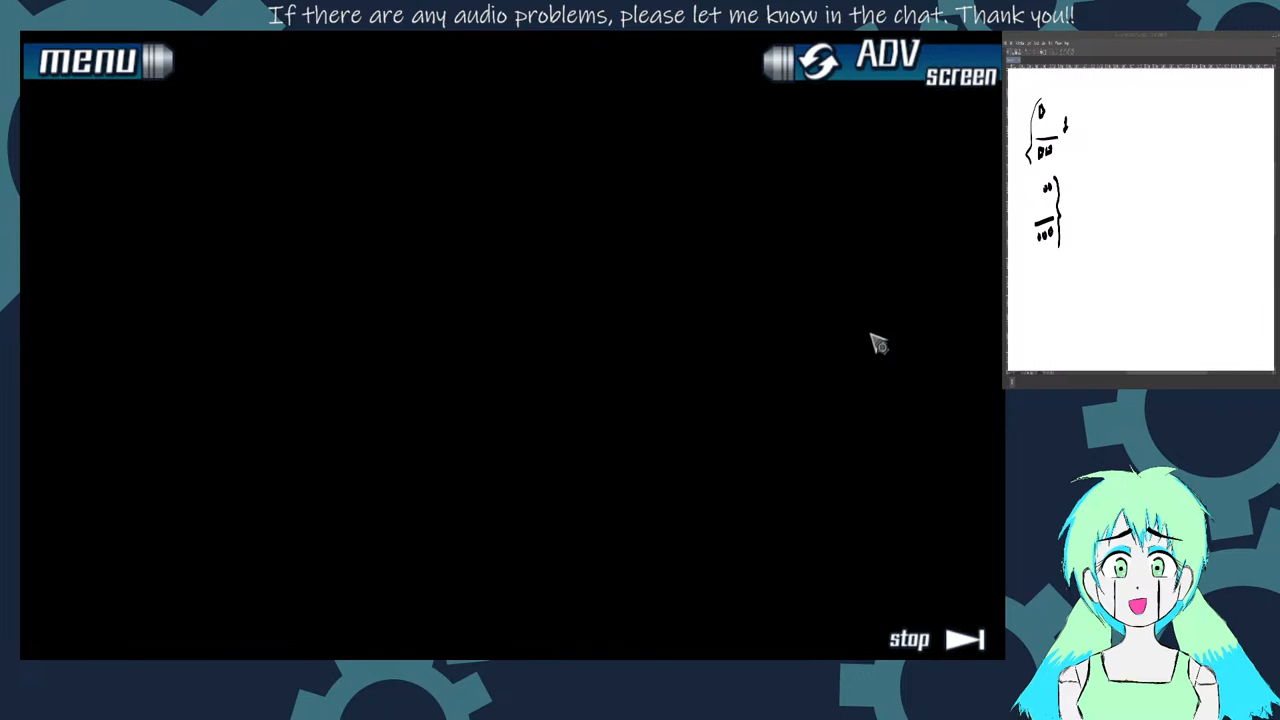 If there are any audio problems, please let me know in the chat. Thank you!!
menu
ADV
screen
stop